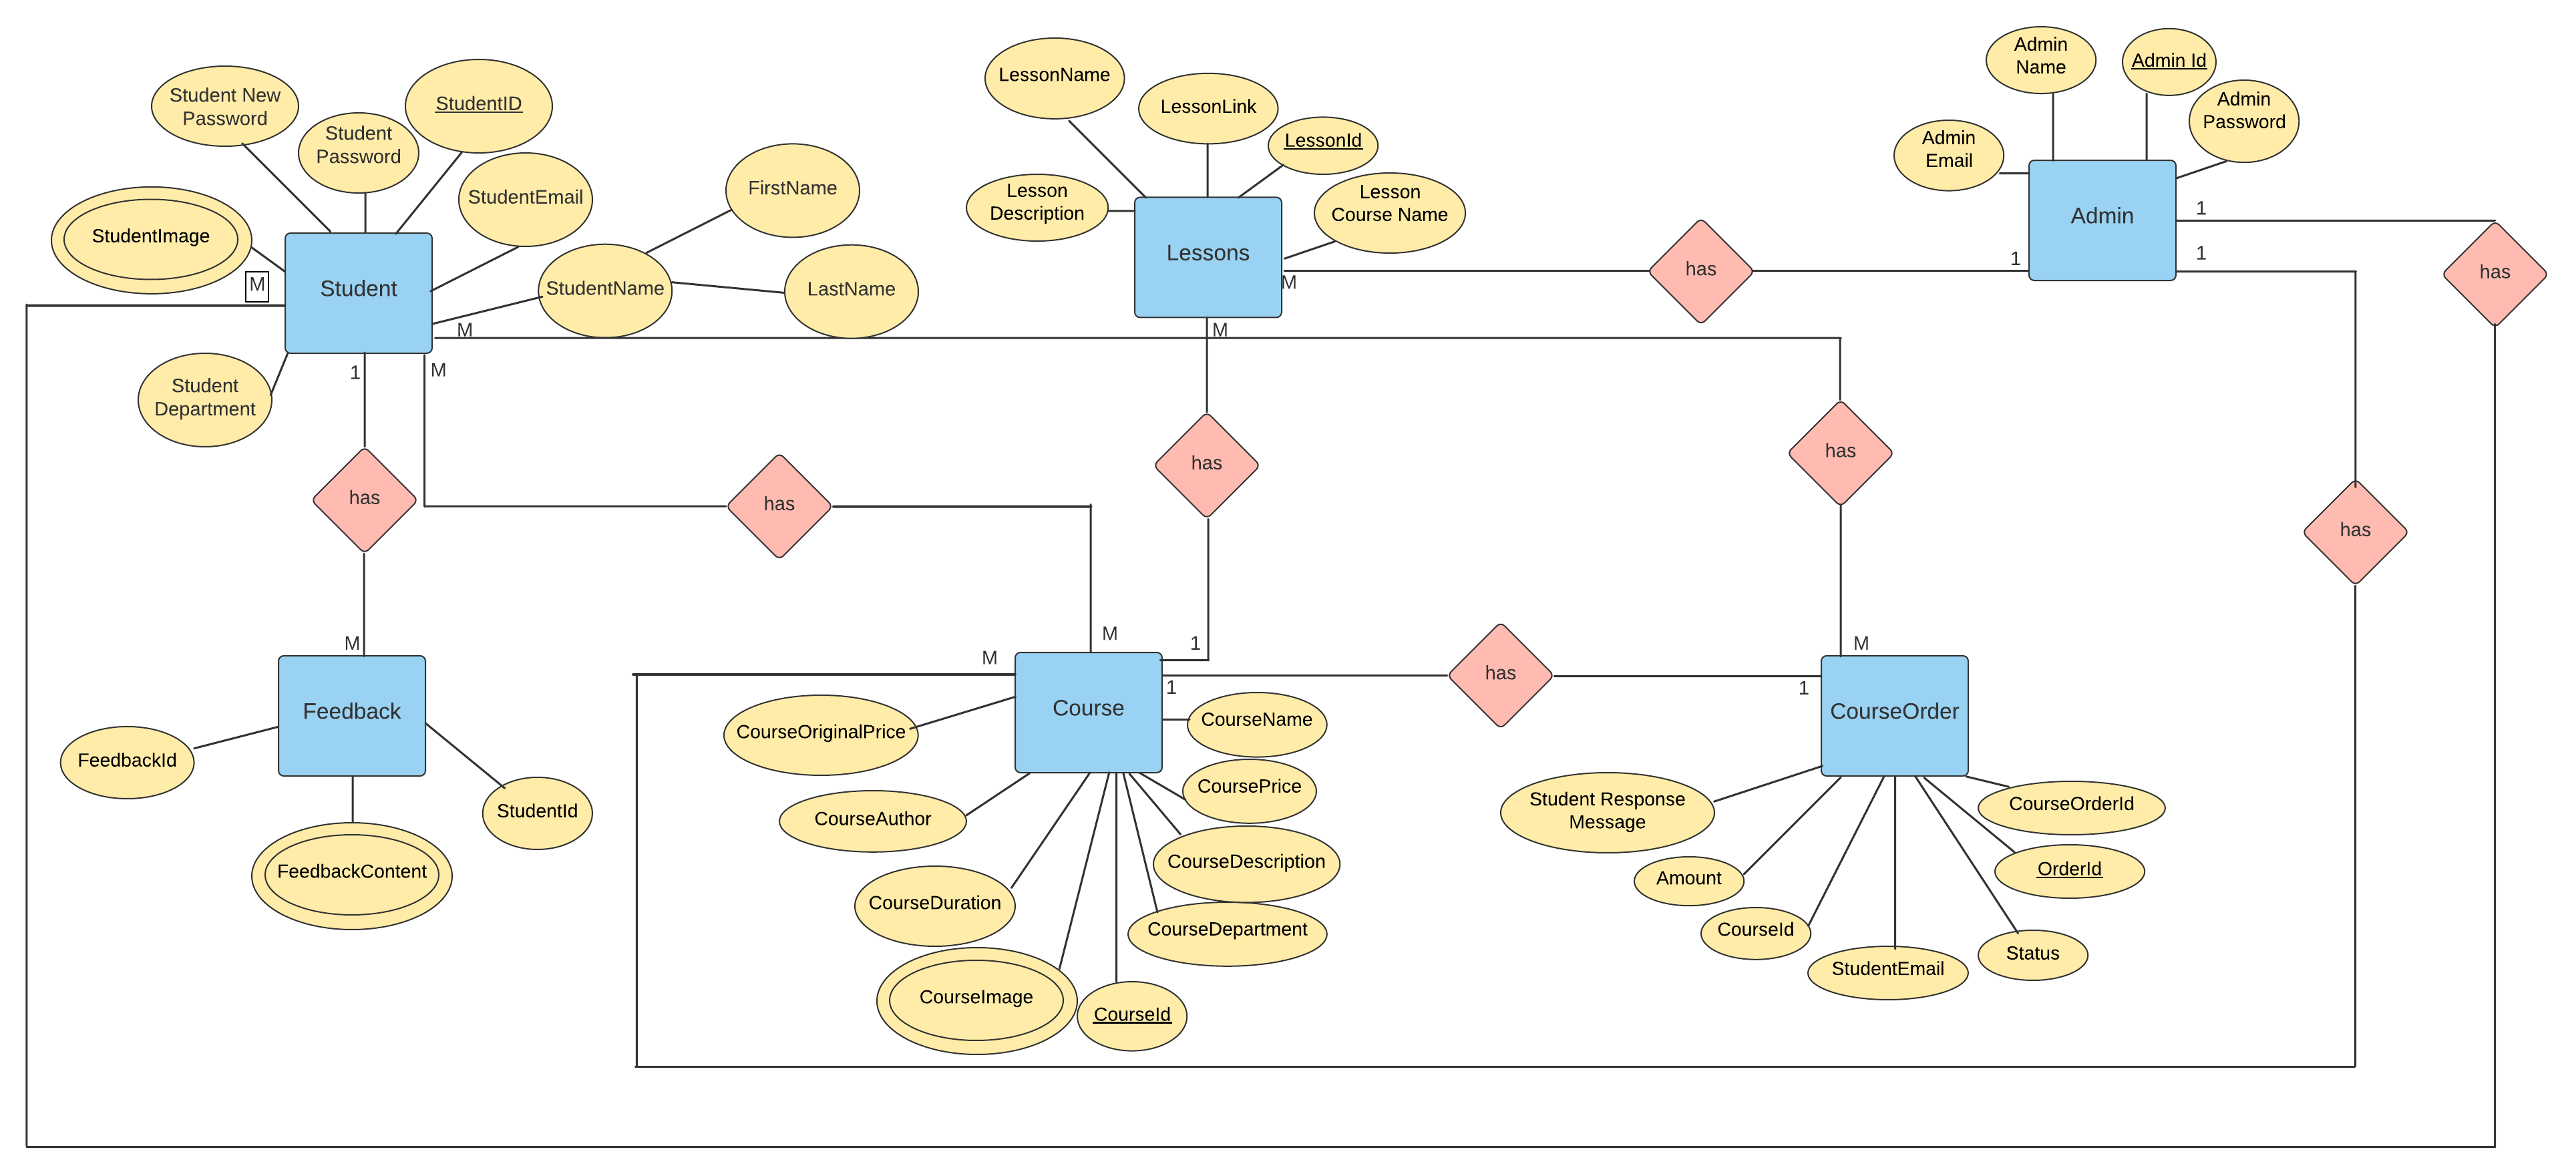 Admin
Name
Admin Id
LessonName
Student New
Password
StudentID
LessonLink
Admin
Password
Student
Password
LessonId
Admin
Email
StudentEmail
FirstName
Lesson
Description
Lesson
Course Name
StudentImage
Admin
1
Lessons
1
1
has
has
M
M
Student
StudentName
LastName
M
M
1
M
Student
Department
has
has
has
has
has
M
M
1
M
M
has
1
1
Feedback
Course
CourseOrder
CourseName
CourseOriginalPrice
FeedbackId
CoursePrice
StudentId
CourseAuthor
Student Response
Message
CourseOrderId
FeedbackContent
CourseDescription
Amount
OrderId
CourseDuration
CourseDepartment
CourseId
Status
StudentEmail
CourseImage
CourseId